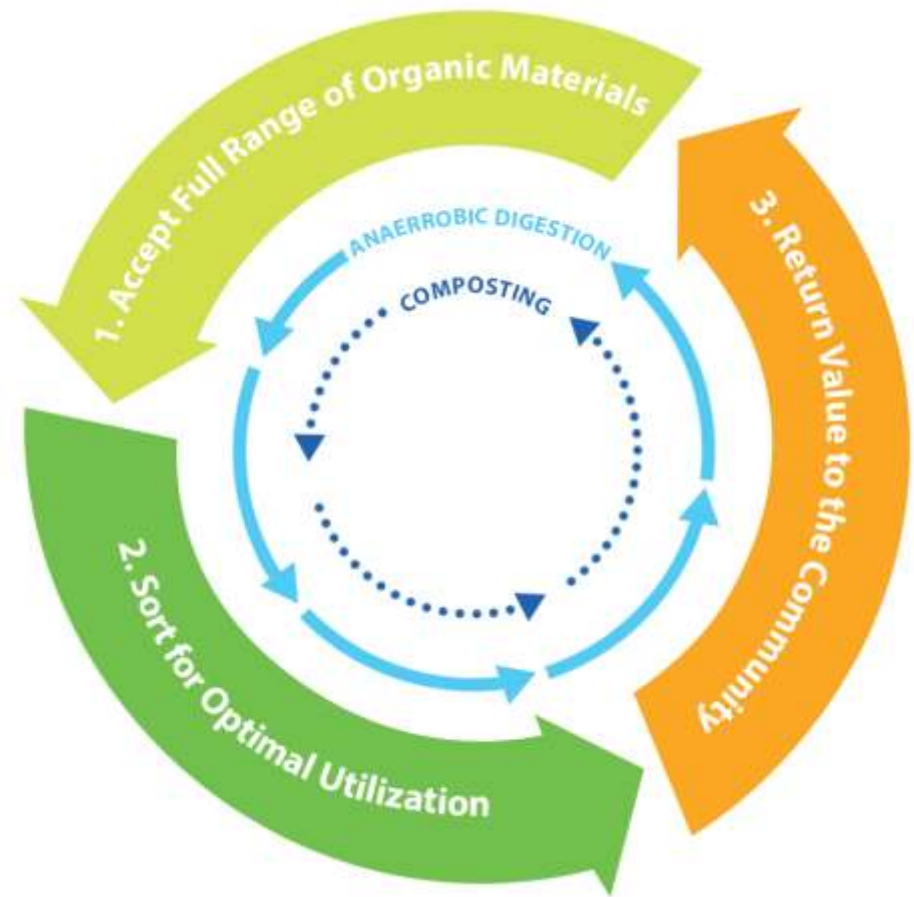 1. Accept Full Range of Organic Materials
ANAERROBIC DIGESTION
COMPOSTING
2. Sort for Optimal Utilization
3. Return Value to the Community